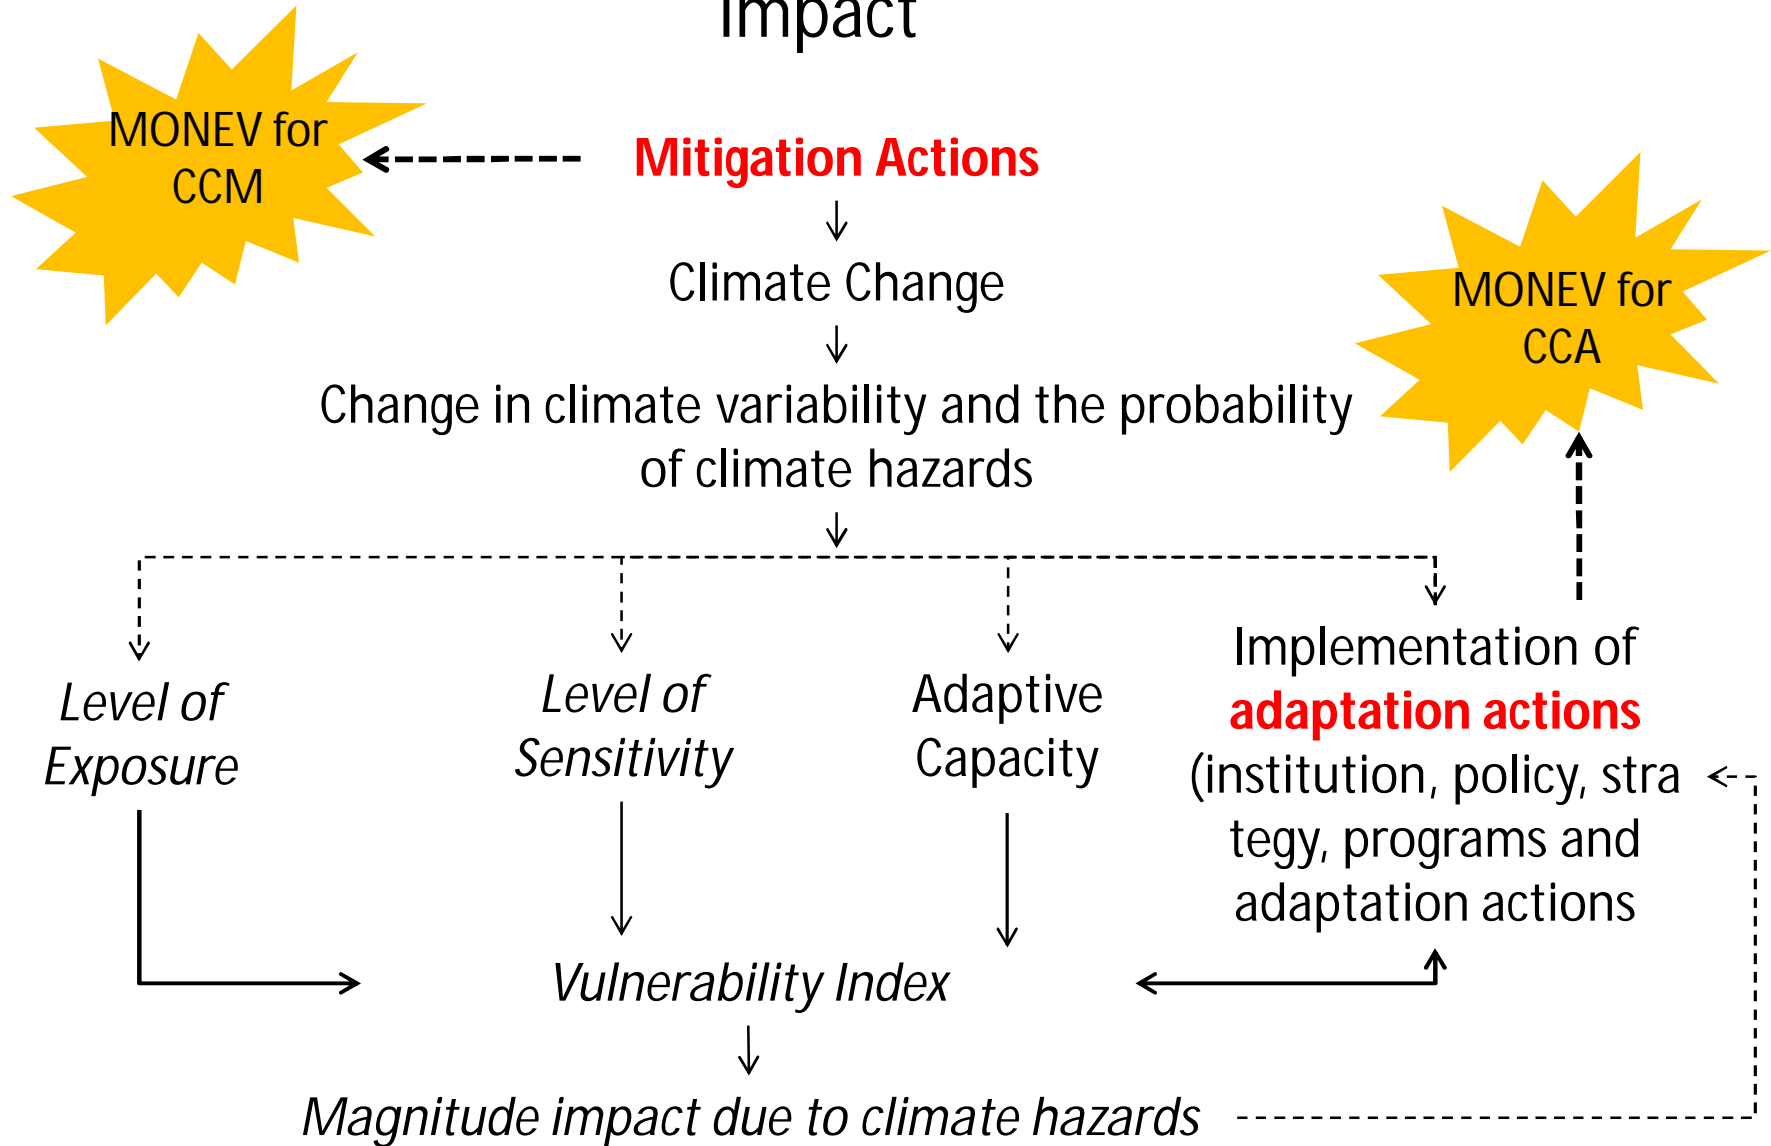 Impact
MONEV for
CCM
Mitigation Actions
Climate Change
MONEV for
CCA
Change in climate variability and the probability
of climate hazards
Level of
Exposure
Level of
Sensitivity
Adaptive
Capacity
Implementation of
adaptation actions
(institution, policy, stra
tegy, programs and
adaptation actions
Vulnerability Index
Magnitude impact due to climate hazards